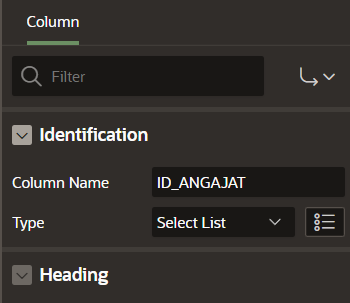 Column
Filter
Identification
Column Name ID_ANGAJAT
Type Select List
Heading